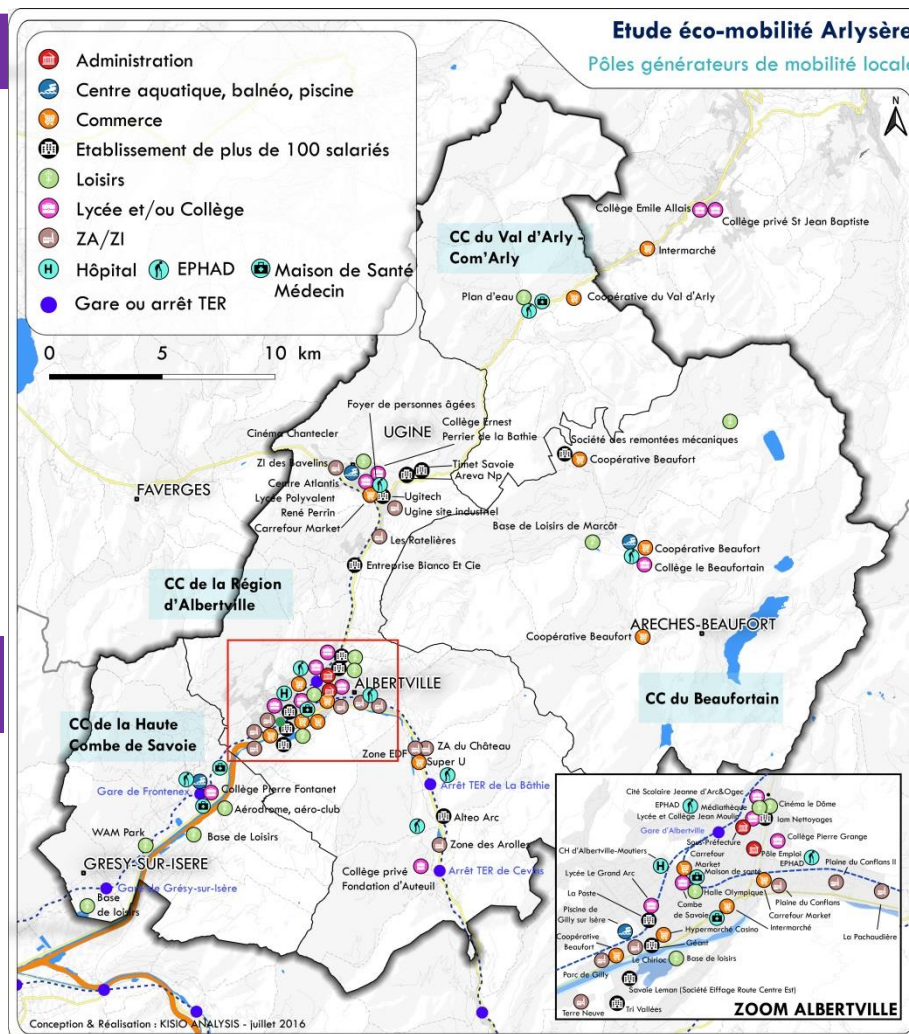 Etude éco-mobilité Arlysère
Pôles générateurs de mobilité locale
Administration
Centre aquatique, balnéo, piscine
Commerce
Etablissement de plus de 100 salariés
Loisirs
Lycée et/ou Collège
ZA/ZI
H Hôpital
EPHAD
Maison de Santé
Médecin
Gare ou arrêt TER
0 5 10 km
N
Collège Emile Allais
Collège privé St Jean Baptiste
CC du Val d'Arly -
Com'Arly
Intermarché
Plan d'eau
Coopérative du Val d'Arly
Foyer de personnes âgées
Collège Ernest
Perrier de la Bathie
Cinéma Chantecler
UGINE
Société des remontées mécaniques
ZI des Bavelins
Coopérative Beaufort
Timet Savoie
Areva Np
Centre Atlantis
FAVERGES
Lycée Polyvalent
René Perrin
Ugitech
Ugine site industriel
Carrefour Market
Base de Loisirs de Marcôt
Les Ratelières
Coopérative Beaufort
Collège le Beaufortain
Entreprise Bianco Et Cie
CC de la Région
d'Albertville
ARECHES-BEAUFORT
Coopérative Beaufort
ALBERTVILLE
H
CC du Beaufortain
CC de la Haute
Combe de Savoie
Zone EDF
ZA du Château
Super U
Collège Pierre Fontanet
Gare de Frontenex
Arrêt TER de La Bâthie
Aérodrome, aéro-club
Alteo Arc
WAM Park
Base de Loisirs
Zone des Arolles
GRESY-SUR-ISERE
Collège privé
Fondation d'Auteuil
Arrêt TER de Cevins
Gare de Grésy-sur-Isère
Base
de loisirs
Cité Scolaire Jeanne d'Arc&Ogec
EPHAD
Médiathèque
Cinéma le Dôme
Lycée et Collège Jean Moulin
Iam Nettoyages
Gare d'Albertville
Sous-Préfecture
Collège Pierre Grange
Carrefour
Market
Pôle Emploi
EPHAD
CH d'Albertville-Moutiers
H
Maison de santé
Plaine du Conflans II
Lycée Le Grand Arc
Halle Olympique
La Poste
Combe
de Savoie
Plaine du Conflans
Carrefour Market
Piscine de
Gilly sur Isère
Intermarché
La Pachaudière
Hypermarché Casino
Coopérative
Beaufort
Géant
Le Chiriac
Base de loisirs
Parc de Gilly
Savoie Leman (Société Eiffage Route Centre Est)
Terre Neuve
Tri Vallées
ZOOM ALBERTVILLE
Conception & Réalisation : KISIO ANALYSIS - juillet 2016